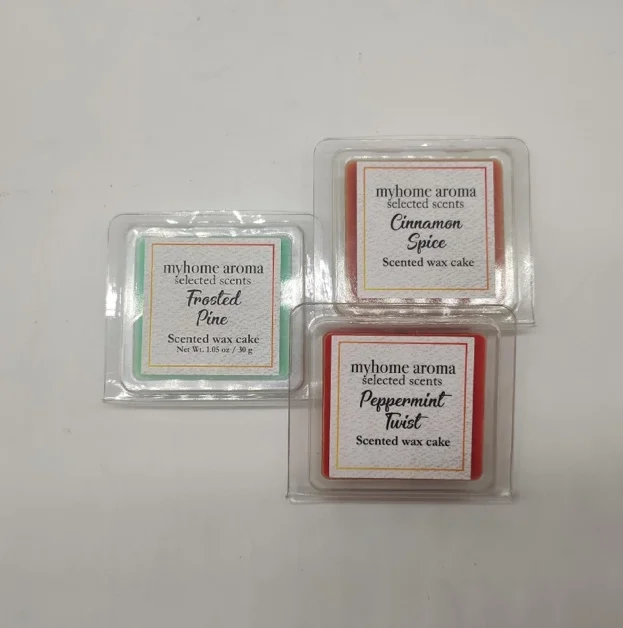 myhome aroma
selected scents
Cinnamon
Spice
Scented wax cake
myhome aroma
selected scents
Frosted
Pine
Scented wax cake
Net Wt. 1.05 oz / 30 g
myhome aroma
selected scents
Peppermint
Twist
Scented wax cake